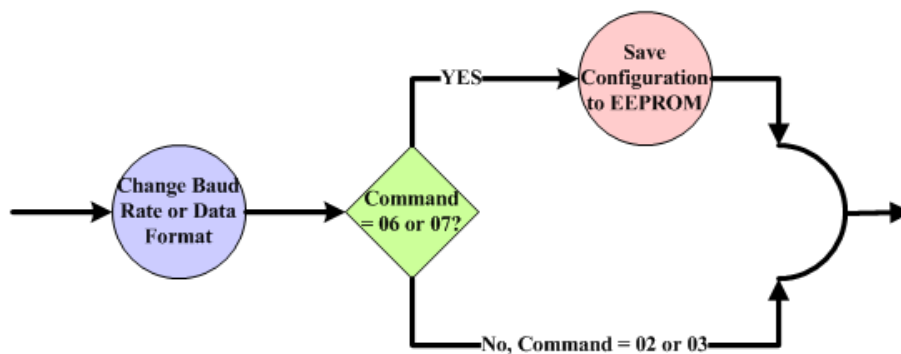 Change Baud
Rate or Data
Format
Command
= 06 or 07?
YES
Save
Configuration
to EEPROM
No, Command = 02 or 03